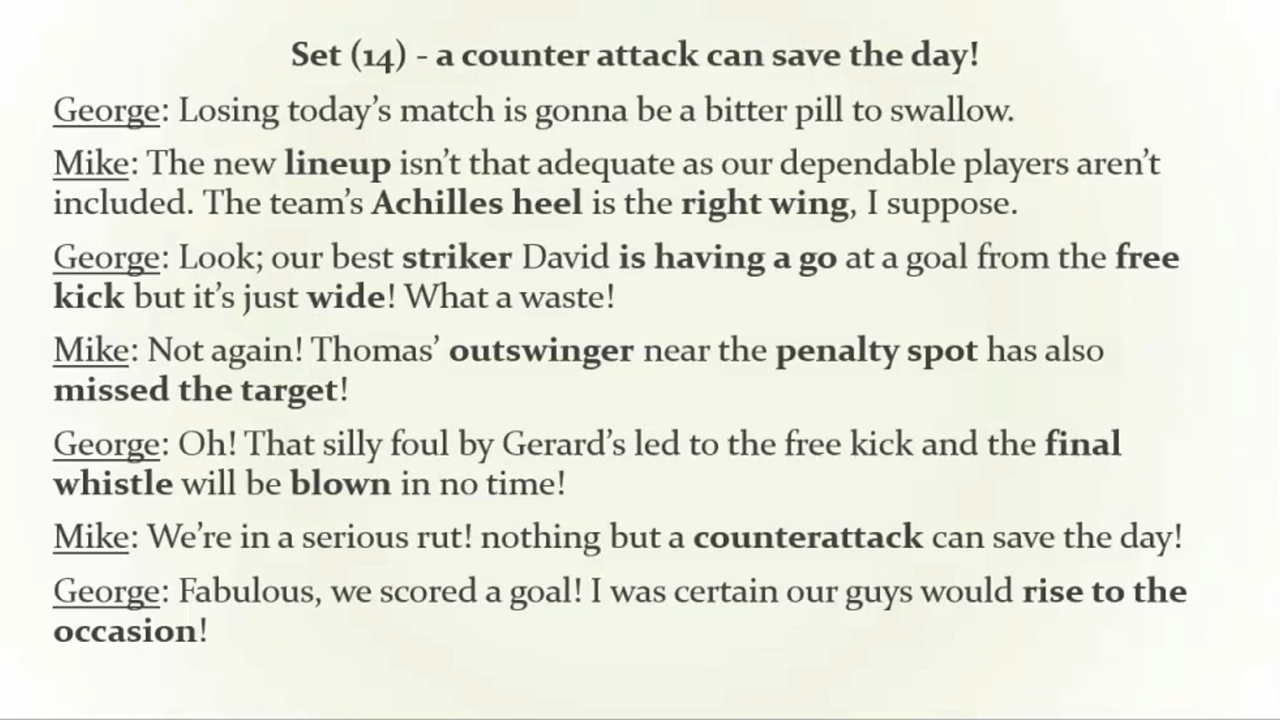 Set (14) - a counter attack can save the day!
George: Losing today's match is gonna be a bitter pill to swallow.
Mike: The new lineup isn't that adequate as our dependable players aren't
included. The team's Achilles heel is the right wing, I suppose.
George: Look; our best striker David is having a go at a goal from the free
kick but it's just wide! What a waste!
Mike: Not again! Thomas' outswinger near the penalty spot has also
missed the target!
George: Oh! That silly foul by Gerard's led to the free kick and the final
whistle will be blown in no time!
Mike: We're in a serious rut! nothing but a counterattack can save the day!
George: Fabulous, we scored a goal! I was certain our guys would rise to the
occasion!